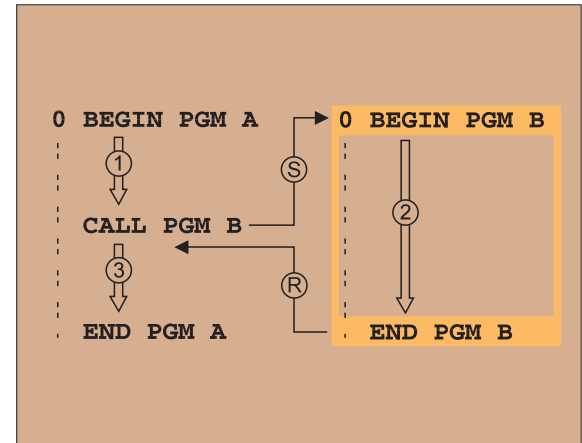 0 BEGIN PGM A
1
CALL PGM B
3
END PGM A
S
R
0 BEGIN PGM B
2
END PGM B